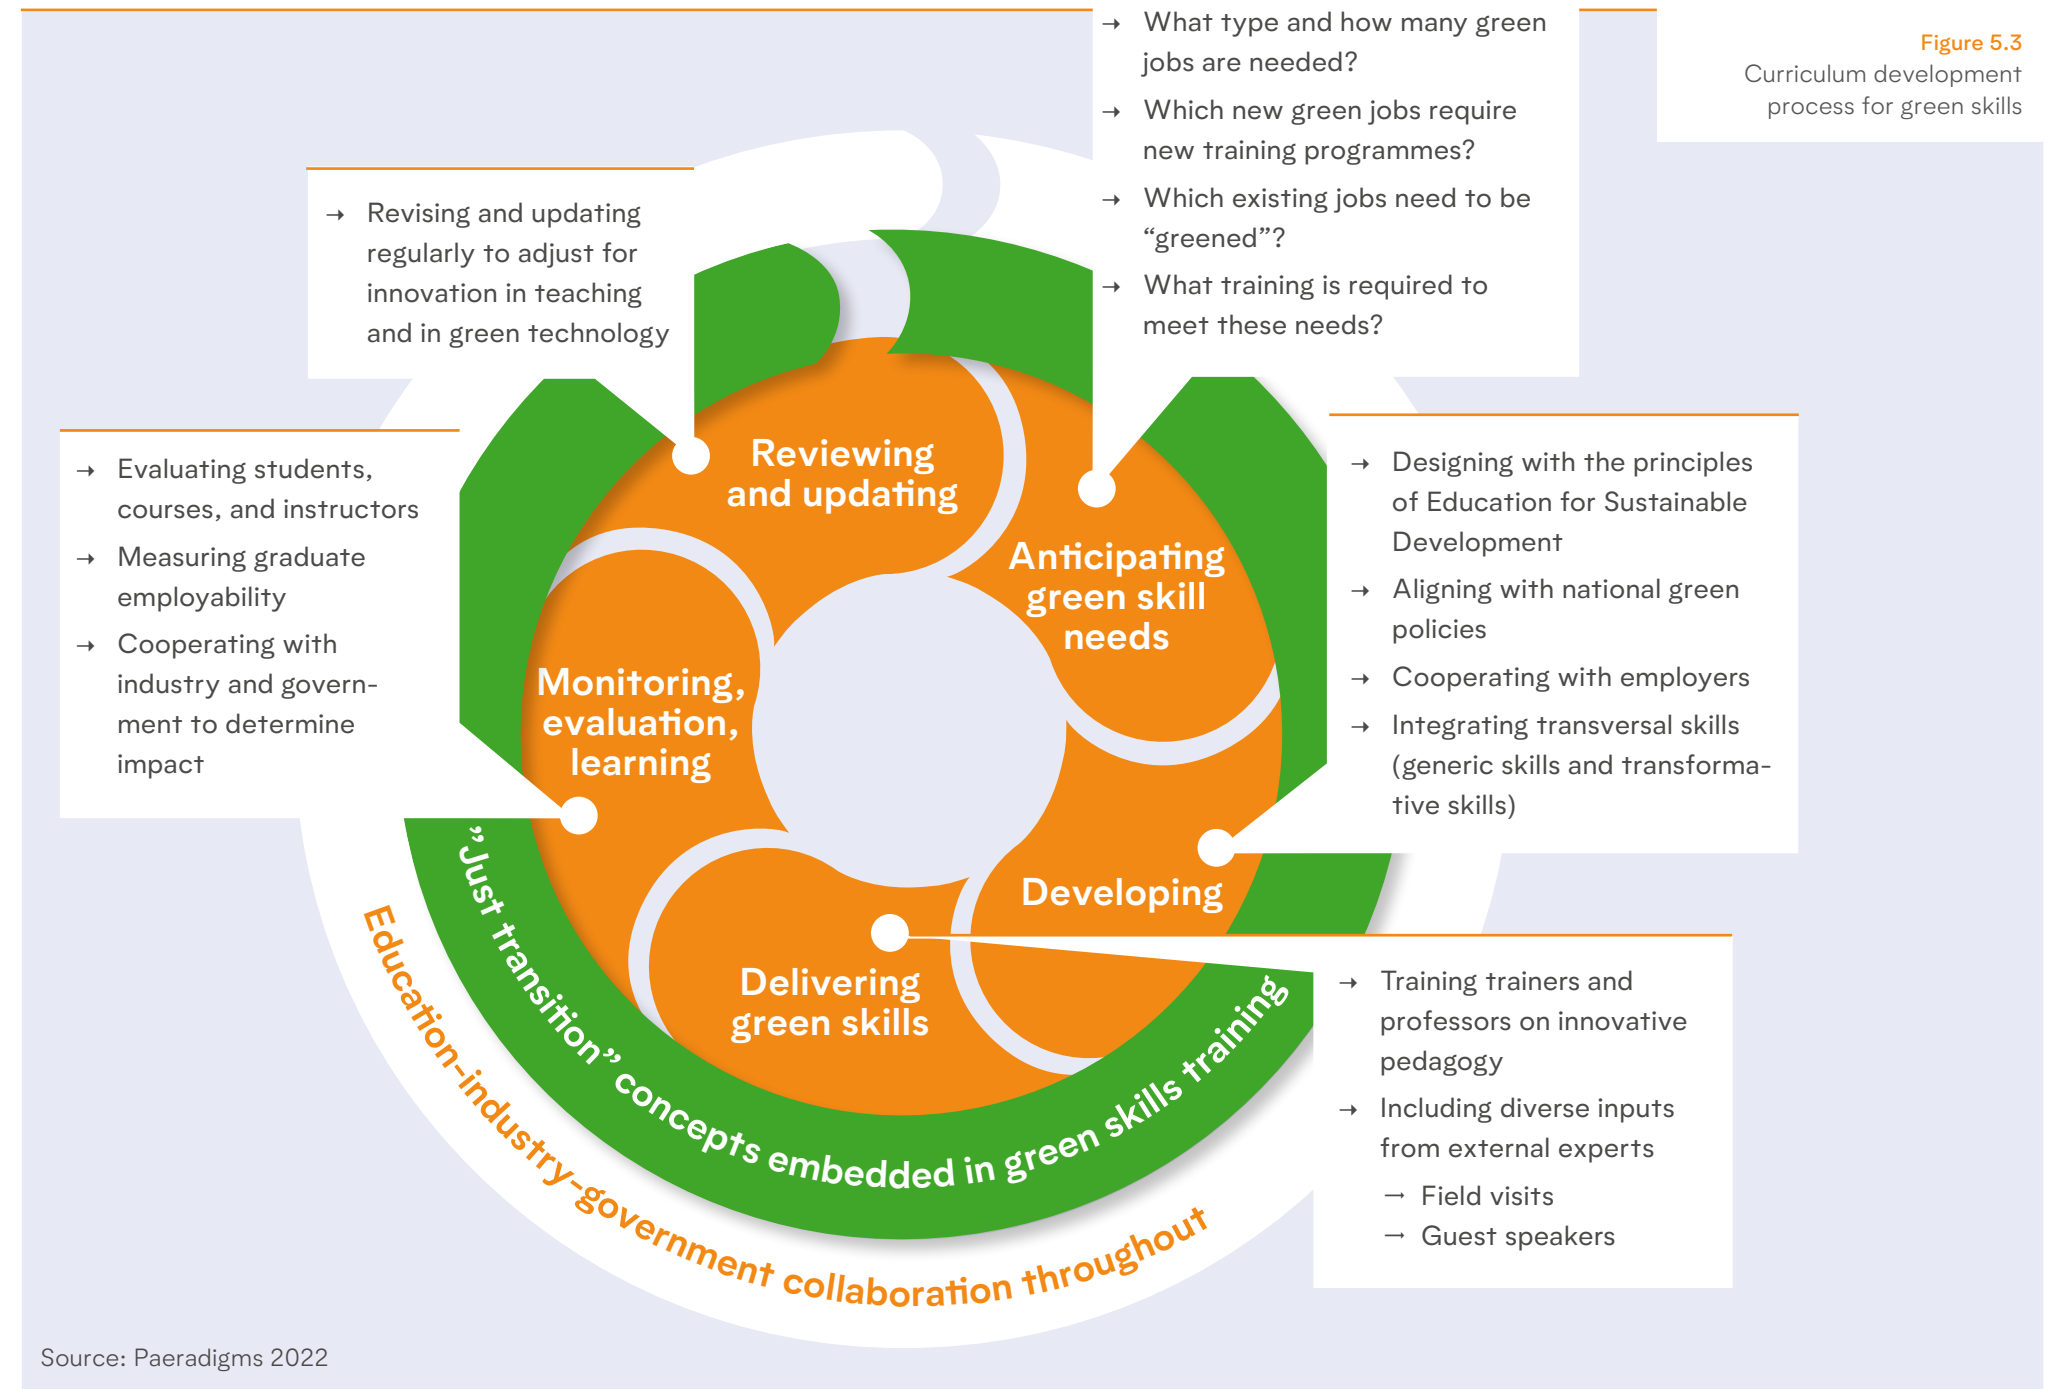 Figure 5.3
Curriculum development
process for green skills
→ What type and how many green
jobs are needed?
→ Which new green jobs require
new training programmes?
→ Which existing jobs need to be
“greened”?
→ What training is required to
meet these needs?
→ Revising and updating
regularly to adjust for
innovation in teaching
and in green technology
→ Evaluating students,
courses, and instructors
→ Measuring graduate
employability
→ Cooperating with
industry and govern-
ment to determine
impact
→ Designing with the principles
of Education for Sustainable
Development
→ Aligning with national green
policies
→ Cooperating with employers
→ Integrating transversal skills
(generic skills and transforma-
tive skills)
Reviewing
and updating
Anticipating
green skill
needs
Monitoring,
evaluation,
learning
Developing
Delivering
green skills
→ Training trainers and
professors on innovative
pedagogy
→ Including diverse inputs
from external experts
→ Field visits
→ Guest speakers
”Just transition” concepts embedded in green skills training
Education-industry-government collaboration throughout
Source: Paeradigms 2022